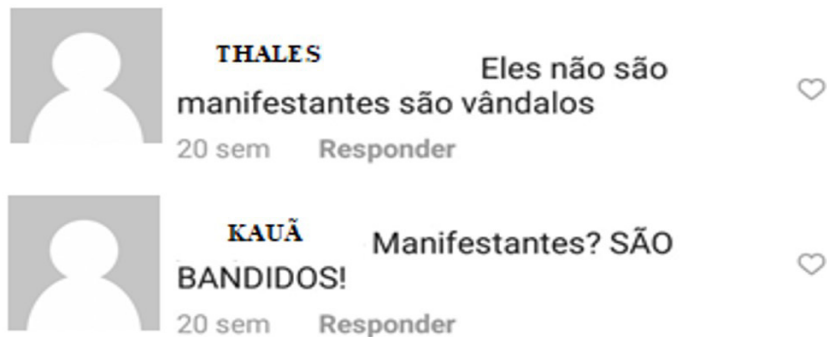 THALES Eles não são
manifestantes são vândalos
20 sem Responder
KAUÃ Manifestantes? SÃO
BANDIDOS!
20 sem Responder